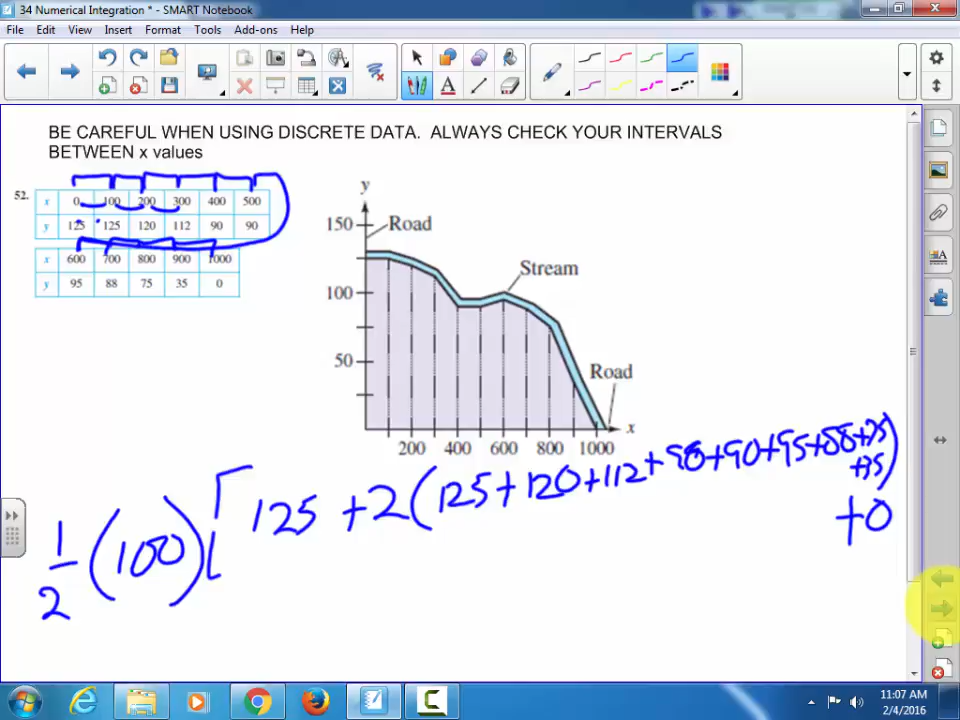 34 Numerical Integration * - SMART Notebook
File Edit View Insert Format Tools Add-ons Help
BE CAREFUL WHEN USING DISCRETE DATA. ALWAYS CHECK YOUR INTERVALS
BETWEEN x values
52.
x 0 100 200 300 400 500
y 125 125 120 112 90 90
x 600 700 800 900 1000
y 95 88 75 35 0
y
150
Road
Stream
100
50
Road
x
200 400 600 800 1000
1/2 (100) [ 125 + 2 ( 125 + 120 + 112 + 90 + 90 + 95 + 88 + 75
+ 35 )
+ 0
11:07 AM
2/4/2016